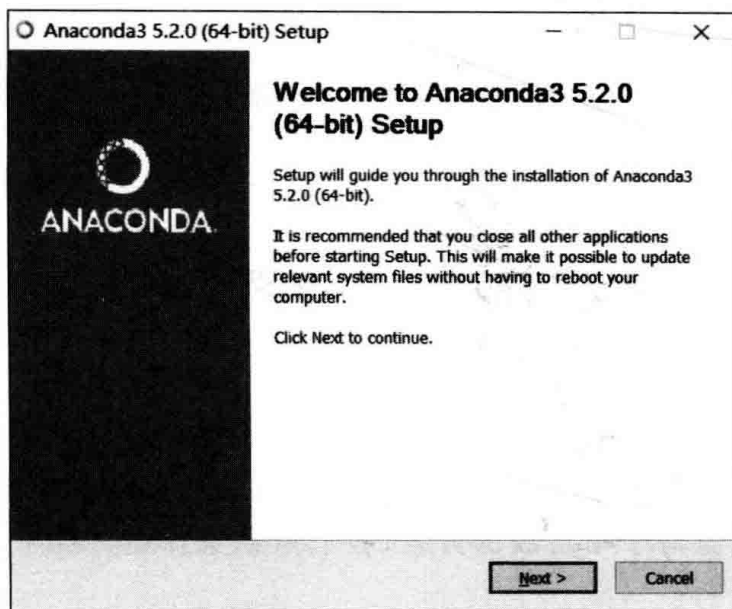 Anaconda3 5.2.0 (64-bit) Setup
Welcome to Anaconda3 5.2.0
(64-bit) Setup
ANACONDA.
Setup will guide you through the installation of Anaconda3
5.2.0 (64-bit).
It is recommended that you close all other applications
before starting Setup. This will make it possible to update
relevant system files without having to reboot your
computer.
Click Next to continue.
Next >
Cancel